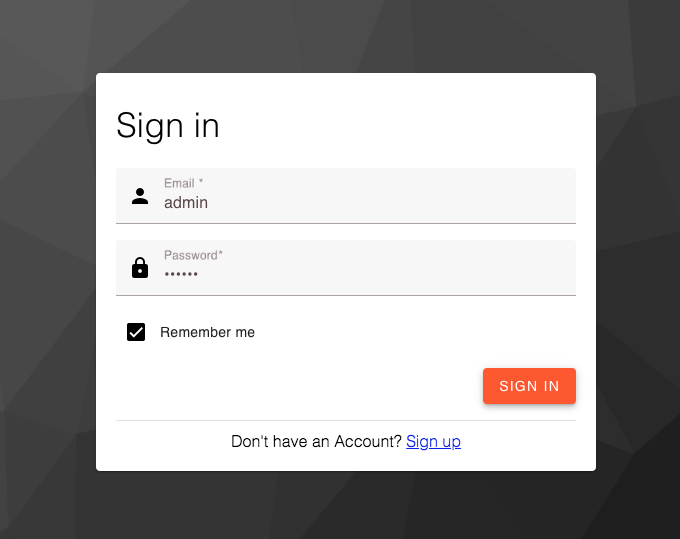 Sign in
Email *
admin
Password*
••••••
Remember me
SIGN IN
Don't have an Account? Sign up